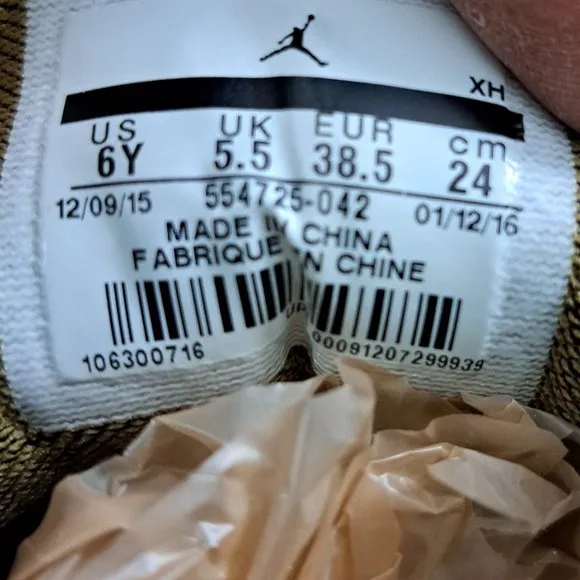 XH
US UK EUR cm
6Y 5.5 38.5 24
12/09/15 554725-042 01/12/16
MADE IN CHINA
FABRIQUE EN CHINE
UP
106300716 00091207299939